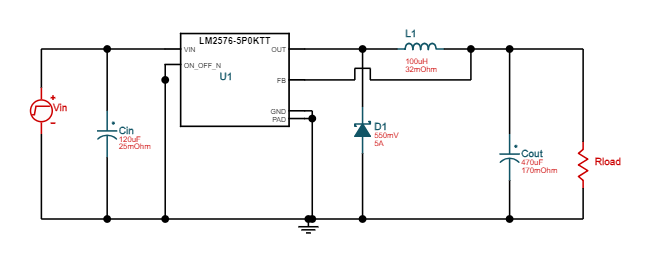 LM2576-5P0KTT
VIN
OUT
ON_OFF_N
U1
FB
GND
PAD
L1
100uH
32mOhm
+
Vin
-
Cin
120uF
25mOhm
D1
550mV
5A
Cout
470uF
170mOhm
Rload